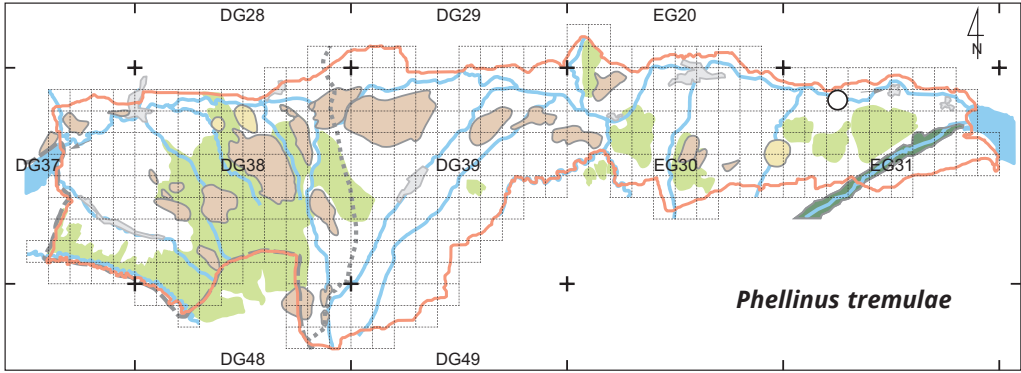 DG28 DG29 EG20
N
DG37 DG38 DG39 EG30 EG31
Phellinus tremulae
DG48 DG49